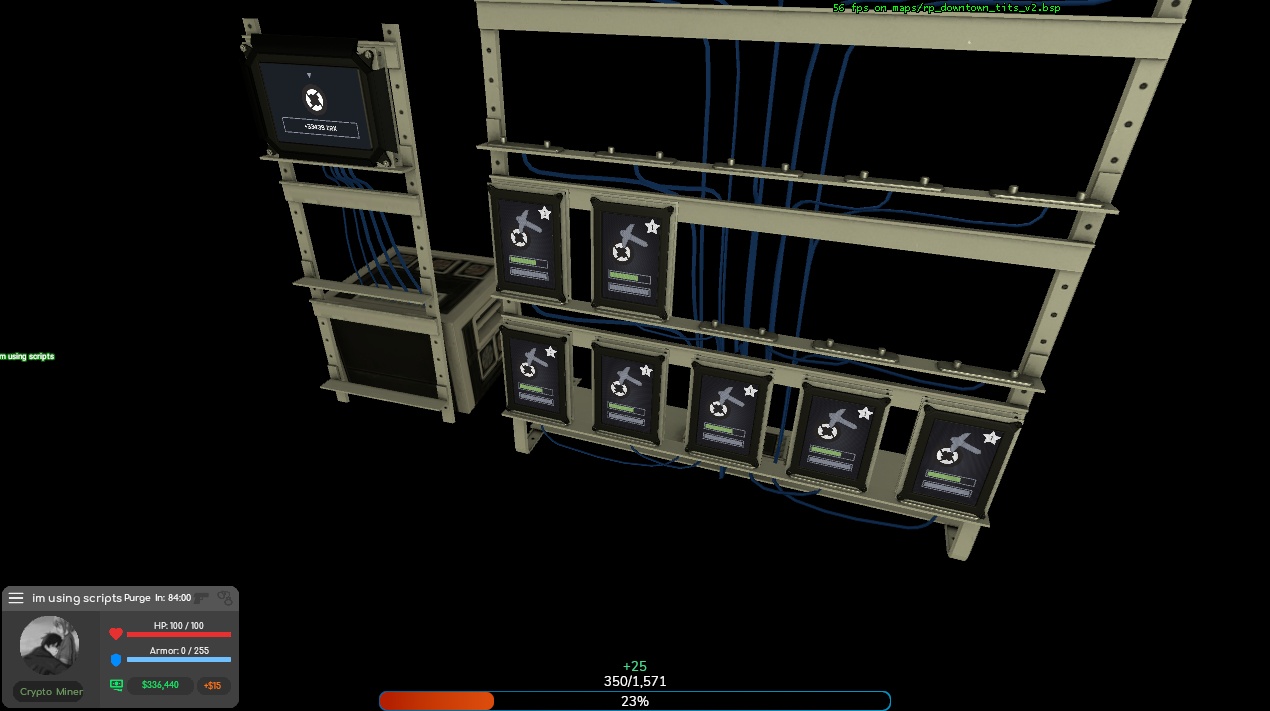 56 fps on maps/rp_downtown_tits_v2.bsp
im using scripts
im using scripts Purge In: 84:00
HP: 100 / 100
Armor: 0 / 255
$336,440 +$15
Crypto Miner
+25
350/1,571
23%